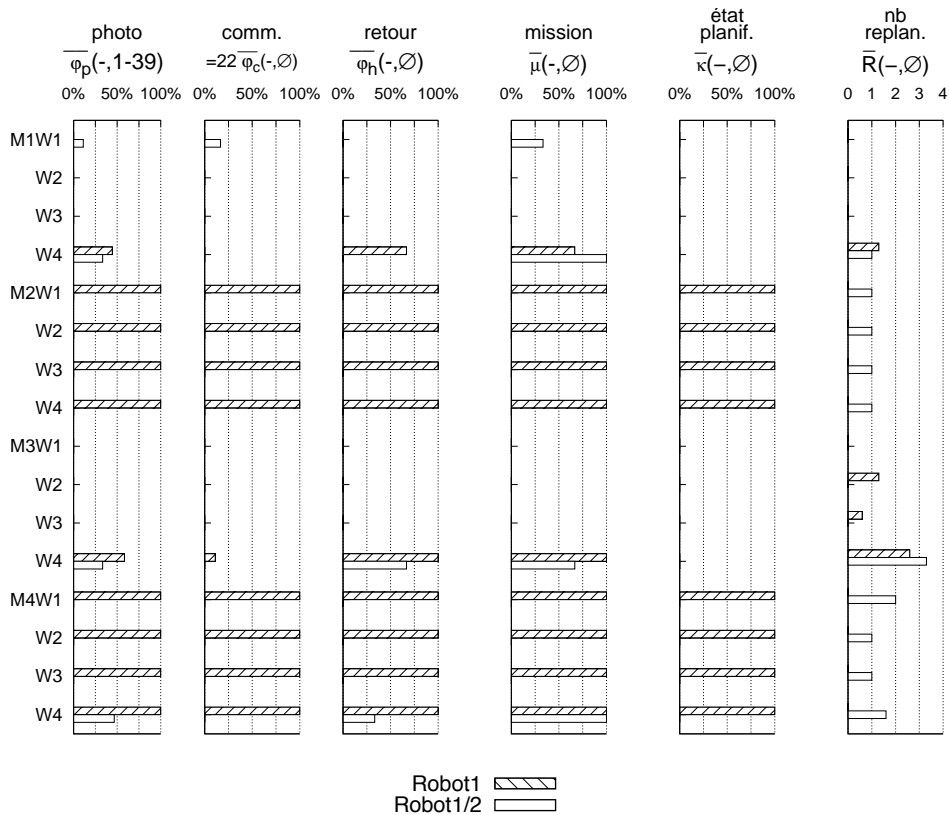 photo comm. retour mission état planif. nb replan.
φp(-,1-39) =22 φc(-,∅) φh(-,∅) μ(-,∅) κ(−,∅) R(−,∅)
0% 50% 100% 0% 50% 100% 0% 50% 100% 0% 50% 100% 0% 50% 100% 0 1 2 3 4
M1W1
W2
W3
W4
M2W1
W2
W3
W4
M3W1
W2
W3
W4
M4W1
W2
W3
W4
Robot1
Robot1/2